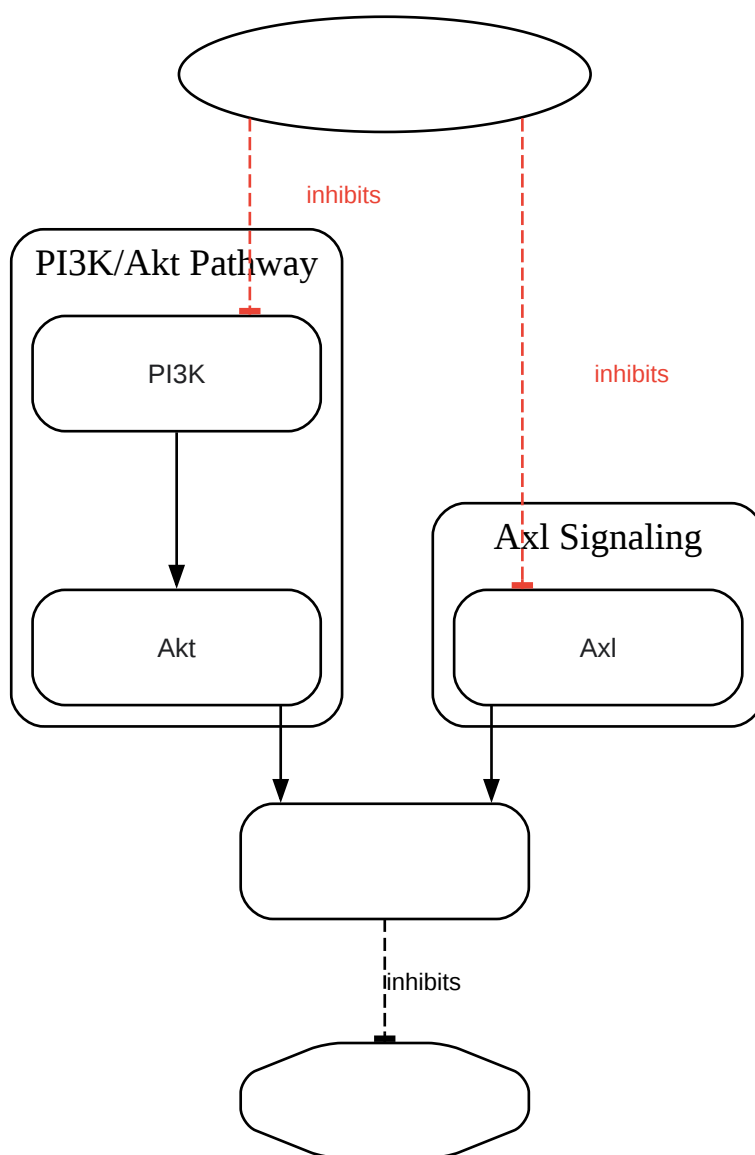 inhibits
PI3K/Akt Pathway
PI3K
inhibits
Axl Signaling
Akt
Axl
inhibits